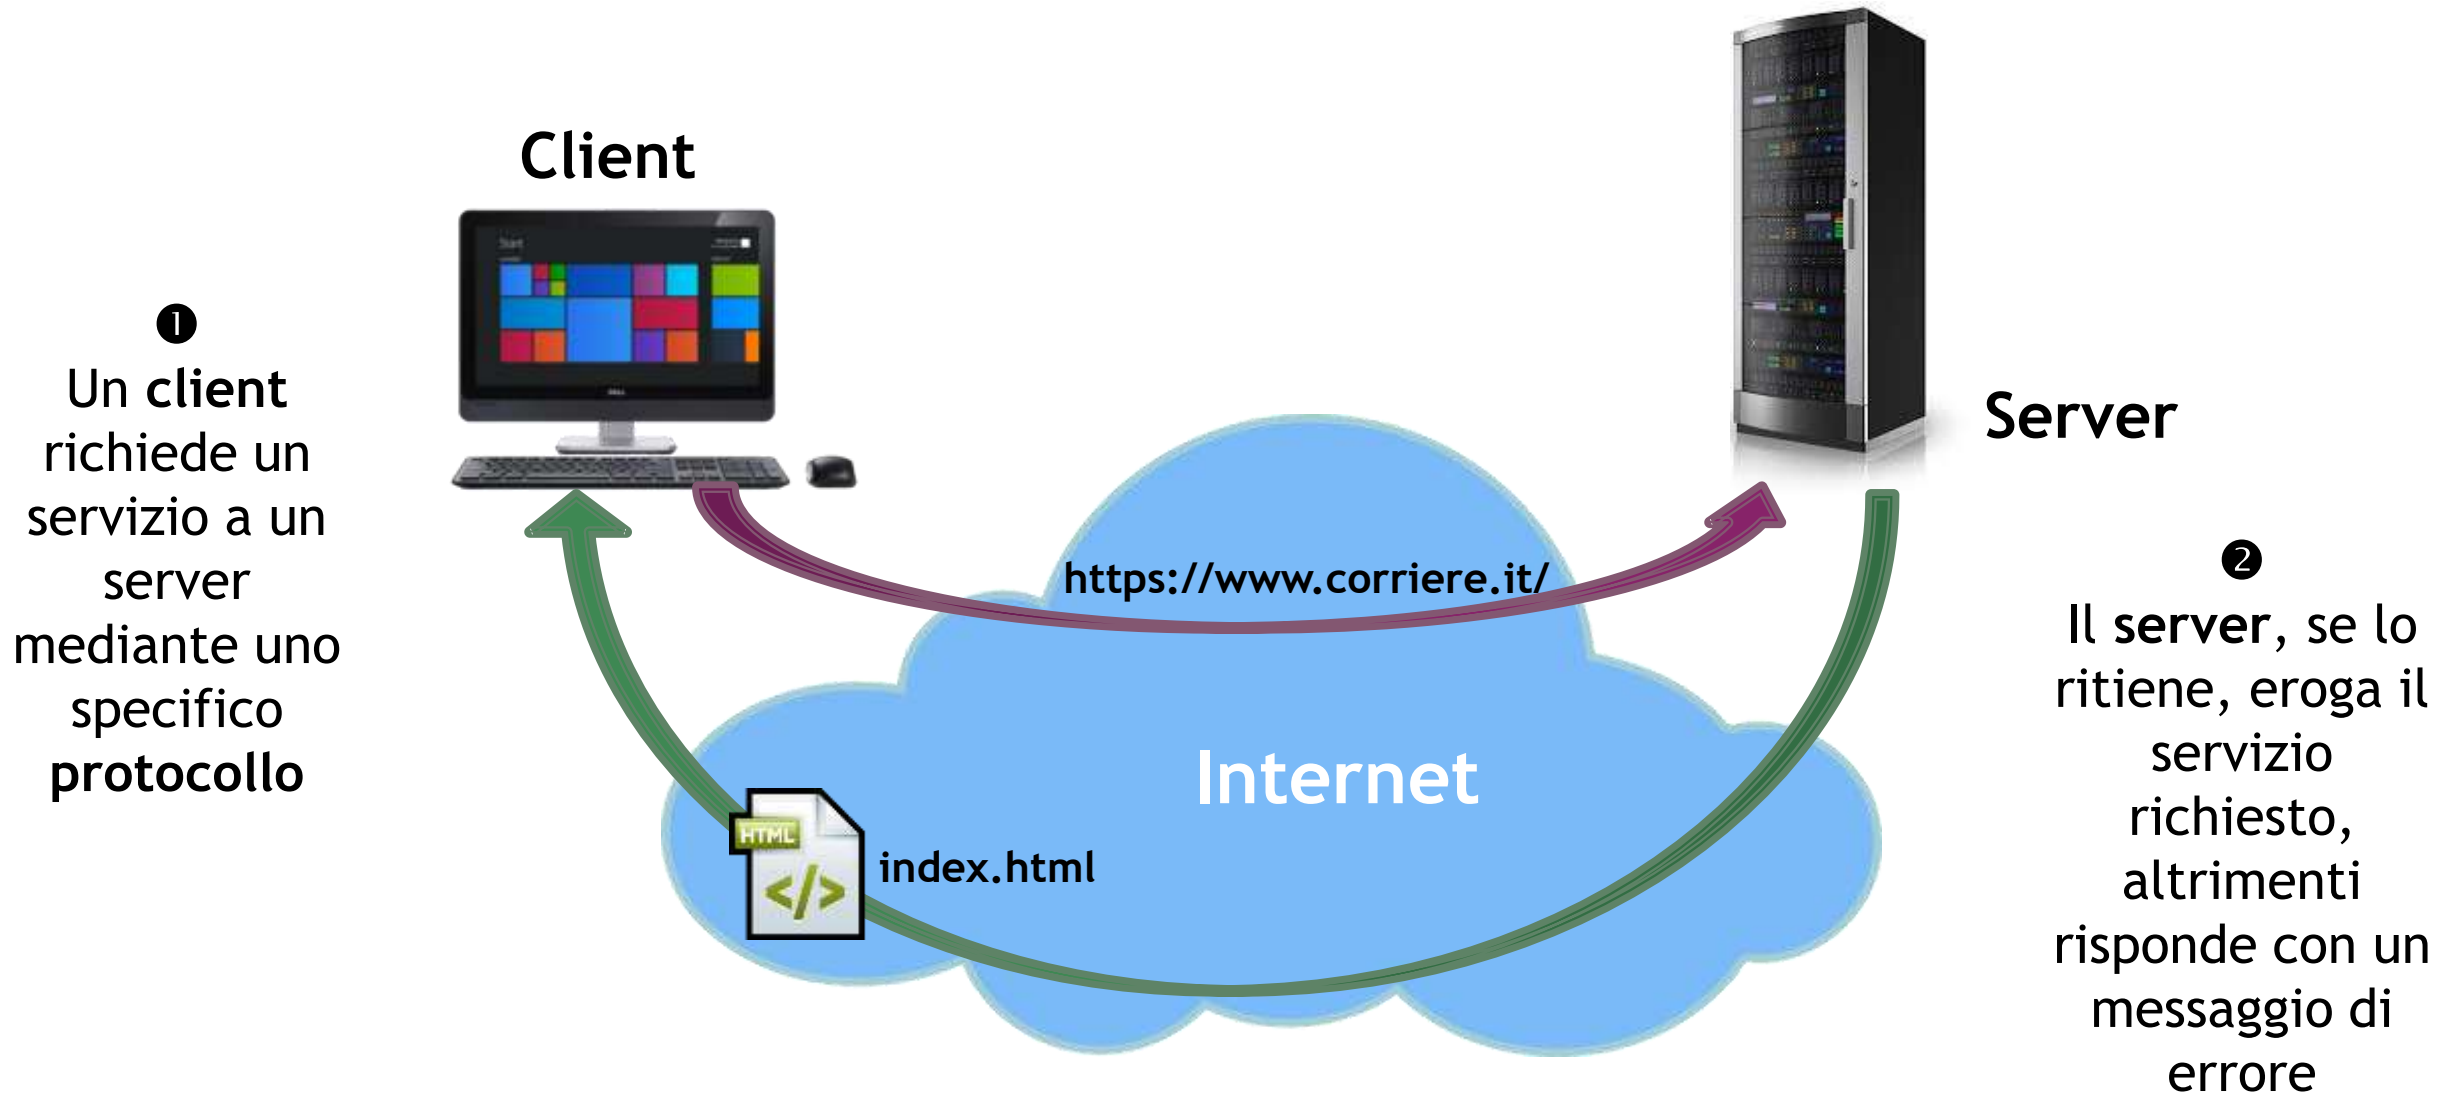 Client
Start
❶
Un client
richiede un
servizio a un
server
mediante uno
specifico
protocollo
Server
https://www.corriere.it/
❷
Il server, se lo
ritiene, eroga il
servizio
richiesto,
altrimenti
risponde con un
messaggio di
errore
Internet
HTML
</>
index.html
DELL